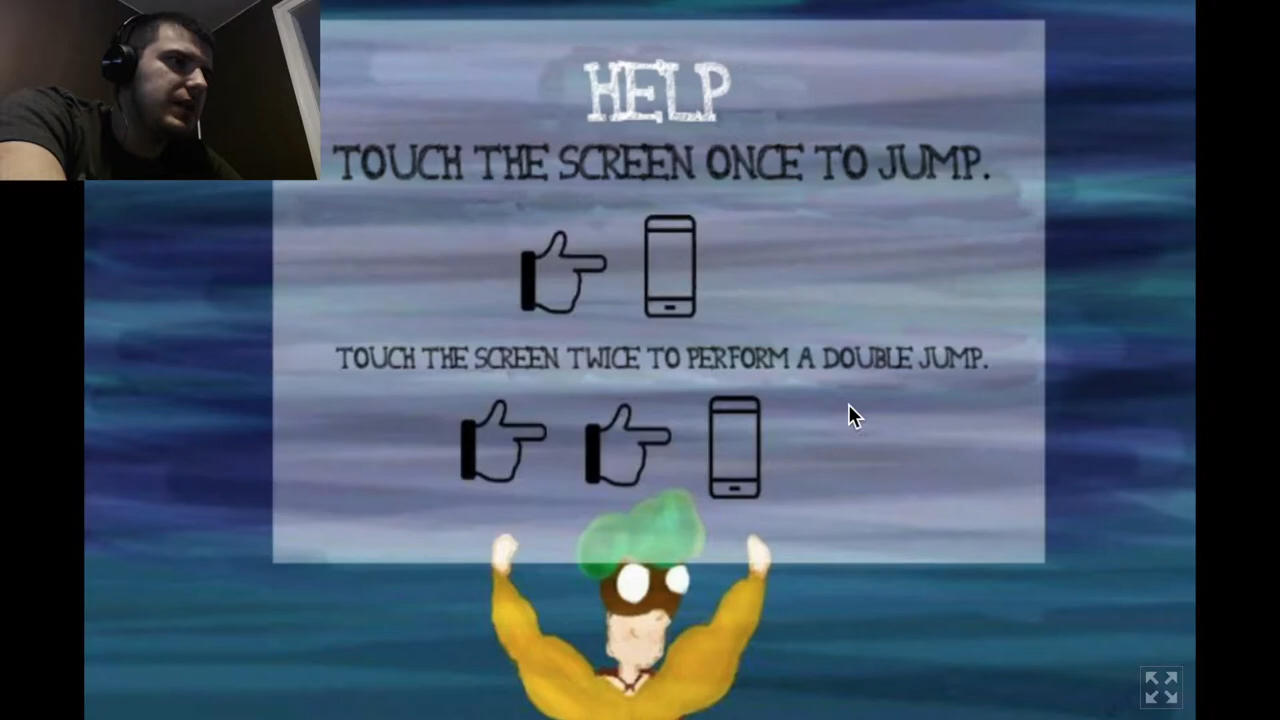 HELP
TOUCH THE SCREEN ONCE TO JUMP.
TOUCH THE SCREEN TWICE TO PERFORM A DOUBLE JUMP.